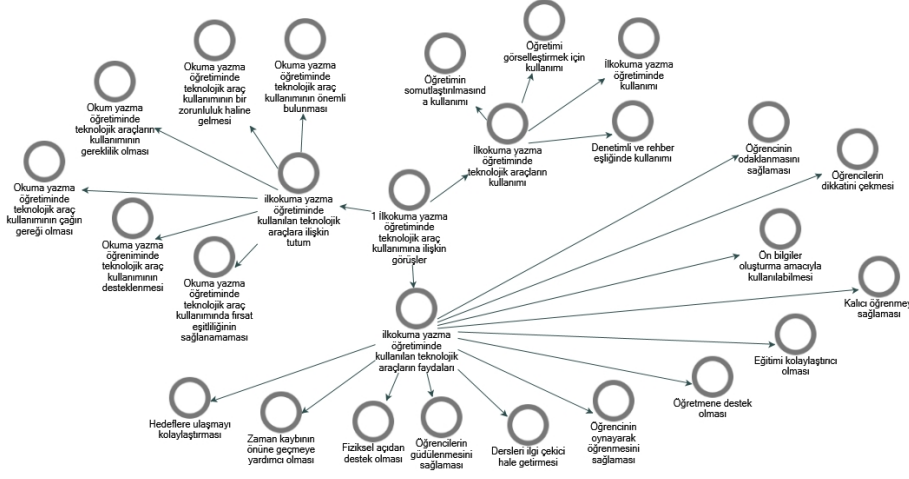 Öğretimi
görselleştirmek için
kullanımı
Okuma yazma
öğretiminde
teknolojik araç
kullanımının bir
zorunluluk haline
gelmesi
Okuma yazma
öğretiminde
teknolojik araç
kullanımının önemli
bulunması
Öğretimin
somutlaştırılmasınd
a kullanımı
İlkokuma yazma
öğretiminde
kullanımı
Okum yazma
öğretiminde
teknolojik araçların
kullanımının
gereklilik olması
İlkokuma yazma
öğretiminde
teknolojik araçların
kullanımı
Denetimli ve rehber
eşliğinde kullanımı
Öğrencinin
odaklanmasını
sağlaması
Öğrencilerin
dikkatini çekmesi
Okuma yazma
öğretiminde
teknolojik araç
kullanımının çağın
gereği olması
ilkokuma yazma
öğretiminde
kullanılan teknolojik
araçlara ilişkin
tutum
1 İlkokuma yazma
öğretiminde
teknolojik araç
kullanımına ilişkin
görüşler
Okuma yazma
öğreniminde
teknolojik araç
kullanımının
desteklenmesi
Okuma yazma
öğretiminde
teknolojik araç
kullanımında fırsat
eşitliliğinin
sağlanamaması
Ön bilgiler
oluşturma amacıyla
kullanılabilmesi
Kalıcı öğrenmey
sağlaması
ilkokuma yazma
öğretiminde
kullanılan teknolojik
araçların faydaları
Eğitimi kolaylaştırıcı
olması
Öğretmene destek
olması
Hedeflere ulaşmayı
kolaylaştırması
Zaman kaybının
önüne geçmeye
yardımcı olması
Fiziksel açıdan
destek olması
Öğrencilerin
güdülenmesini
sağlaması
Dersleri ilgi çekici
hale getirmesi
Öğrencinin
oynayarak
öğrenmesini
sağlaması